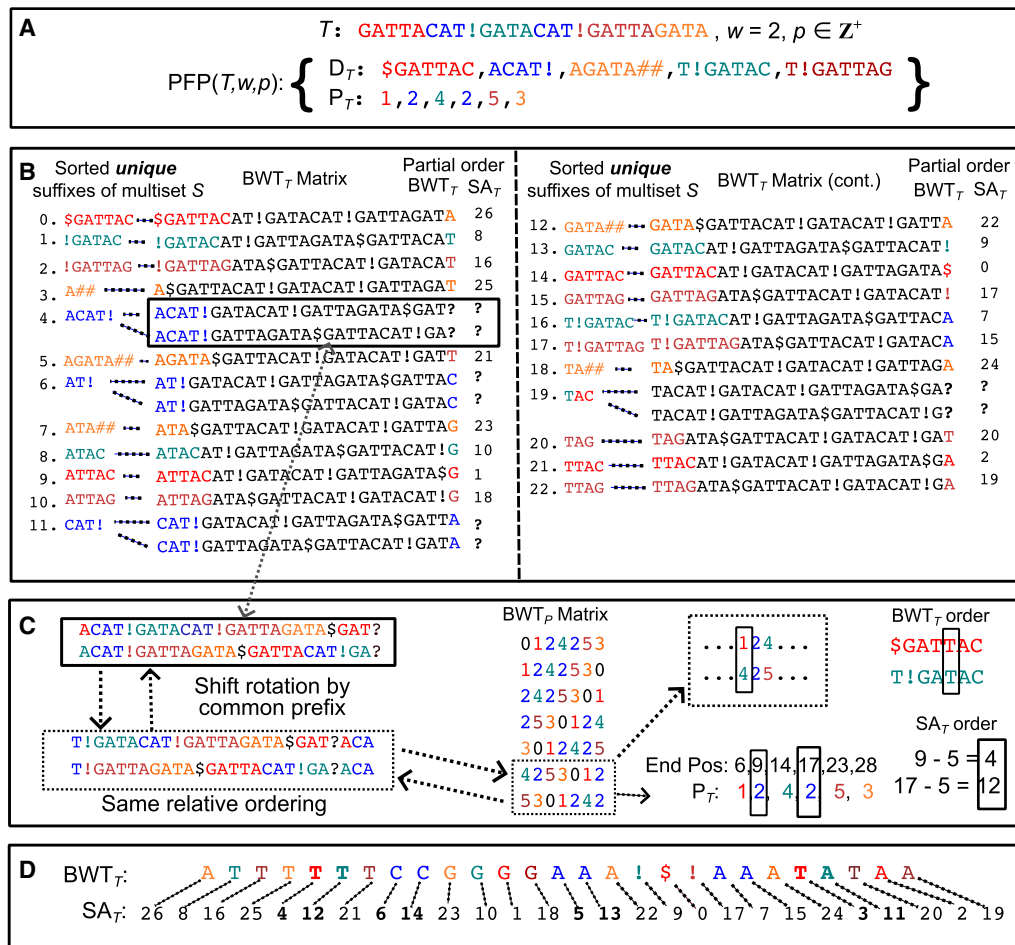 A
T: GATTACAT!GATACAT!GATTAGATA , w = 2, p ∈ Z+
PFP(T,w,p): { D_T: $GATTAC,ACAT!,AGATA##,T!GATAC,T!GATTAG }
P_T: 1,2,4,2,5,3
B
Sorted unique suffixes of multiset S
BWT_T Matrix
Partial order
BWT_T SA_T
0. $GATTAC $GATTACAT!GATACAT!GATTAGATA 26
1. !GATAC !GATACAT!GATTAGATA$GATTACAT 8
2. !GATTAG !GATTAGATA$GATTACAT!GATACAT 16
3. A## A$GATTACAT!GATACAT!GATTAGAT 25
4. ACAT! ACAT!GATACAT!GATTAGATA$GAT? ?
ACAT!GATTAGATA$GATTACAT!GA? ?
5. AGATA## AGATA$GATTACAT!GATACAT!GATT 21
6. AT! AT!GATACAT!GATTAGATA$GATTAC ?
AT!GATTAGATA$GATTACAT!GATAC ?
7. ATA## ATA$GATTACAT!GATACAT!GATTAG 23
8. ATAC ATACAT!GATTAGATA$GATTACAT!G 10
9. ATTAC ATTACAT!GATACAT!GATTAGATA$G 1
10. ATTAG ATTAGATA$GATTACAT!GATACAT!G 18
11. CAT! CAT!GATACAT!GATTAGATA$GATTA ?
CAT!GATTAGATA$GATTACAT!GATA ?
Sorted unique suffixes of multiset S
BWT_T Matrix (cont.)
Partial order
BWT_T SA_T
12. GATA## GATA$GATTACAT!GATACAT!GATTA 22
13. GATAC GATACAT!GATTAGATA$GATTACAT! 9
14. GATTAC GATTACAT!GATACAT!GATTAGATA$ 0
15. GATTAG GATTAGATA$GATTACAT!GATACAT! 17
16. T!GATAC T!GATACAT!GATTAGATA$GATTACA 7
17. T!GATTAG T!GATTAGATA$GATTACAT!GATACA 15
18. TA## TA$GATTACAT!GATACAT!GATTAGA 24
19. TAC TACAT!GATACAT!GATTAGATA$GA? ?
TACAT!GATTAGATA$GATTACAT!G? ?
20. TAG TAGATA$GATTACAT!GATACAT!GAT 20
21. TTAC TTACAT!GATACAT!GATTAGATA$GA 2
22. TTAG TTAGATA$GATTACAT!GATACAT!GA 19
C
ACAT!GATACAT!GATTAGATA$GAT?
ACAT!GATTAGATA$GATTACAT!GA?
Shift rotation by
common prefix
T!GATACAT!GATTAGATA$GAT?ACA
T!GATTAGATA$GATTACAT!GA?ACA
Same relative ordering
BWT_P Matrix
0124253
1242530
2425301
2530124
3012425
4253012
5301242
...124...
...425...
End Pos: 6,9,14,17,23,28
P_T: 1,2, 4,2, 5, 3
BWT_T order
$GATTAC
T!GATAC
SA_T order
9 - 5 = 4
17 - 5 = 12
D
BWT_T: A T T T T T T C C G G G G A A A ! $ ! A A A T A T A A
SA_T: 26 8 16 25 4 12 21 6 14 23 10 1 18 5 13 22 9 0 17 7 15 24 3 11 20 2 19